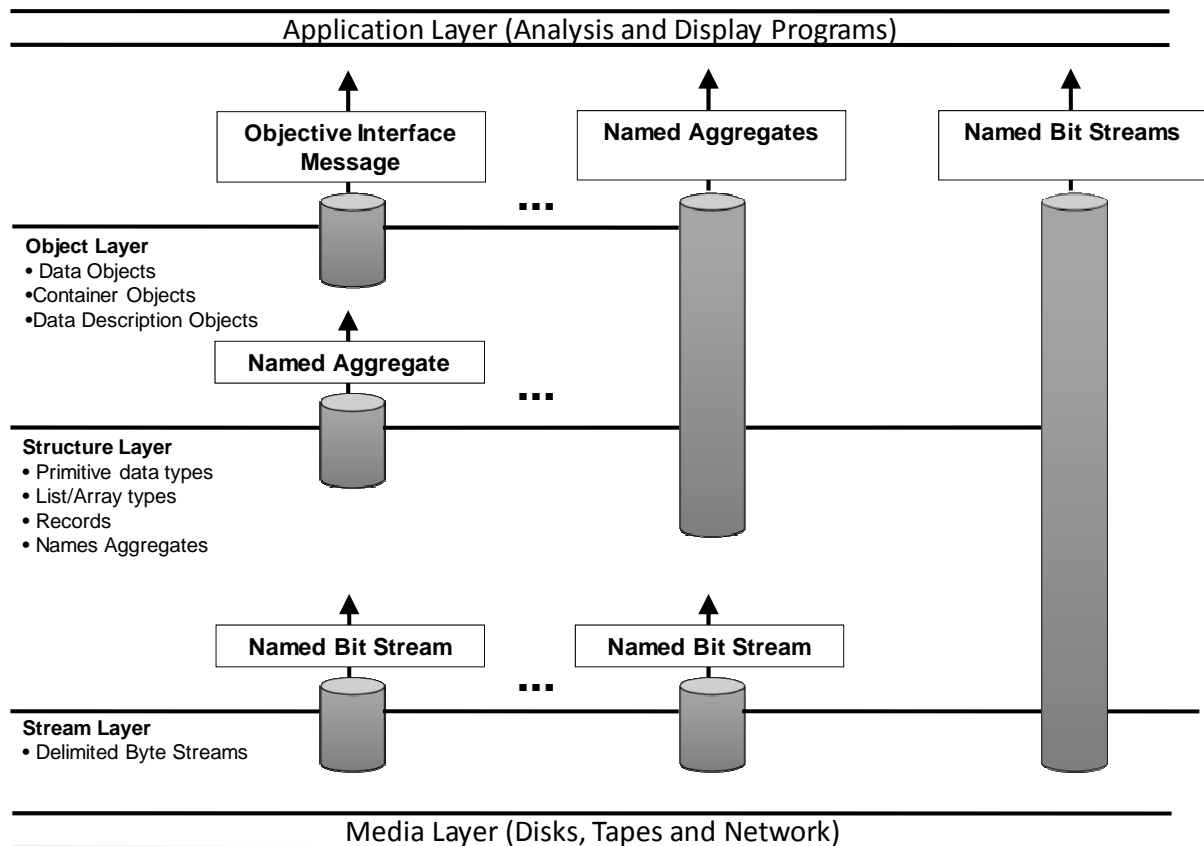 Application Layer (Analysis and Display Programs)
Objective Interface
Message
Named Aggregates
Named Bit Streams
...
Object Layer
• Data Objects
•Container Objects
•Data Description Objects
Named Aggregate
...
Structure Layer
• Primitive data types
• List/Array types
• Records
• Names Aggregates
Named Bit Stream
Named Bit Stream
...
Stream Layer
• Delimited Byte Streams
Media Layer (Disks, Tapes and Network)